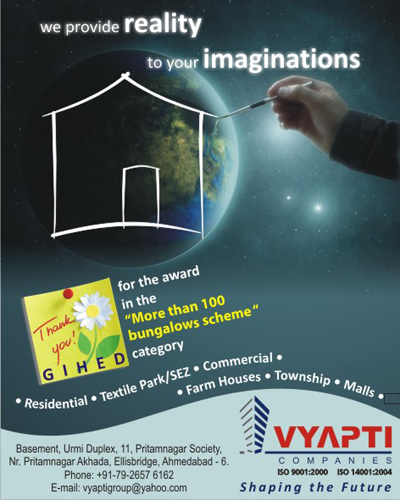 we provide reality
to your imaginations
for the award
in the
"More than 100
bungalows scheme"
category
Thank
you!
GIHED
• Residential • Textile Park/SEZ • Commercial •
• Farm Houses • Township • Malls •
VYAPTI
COMPANIES
ISO 9001:2000 ISO 14001:2004
Shaping the Future
Basement, Urmi Duplex, 11, Pritamnagar Society,
Nr. Pritamnagar Akhada, Ellisbridge, Ahmedabad - 6.
Phone: +91-79-2657 6162
E-mail: vyaptigroup@yahoo.com